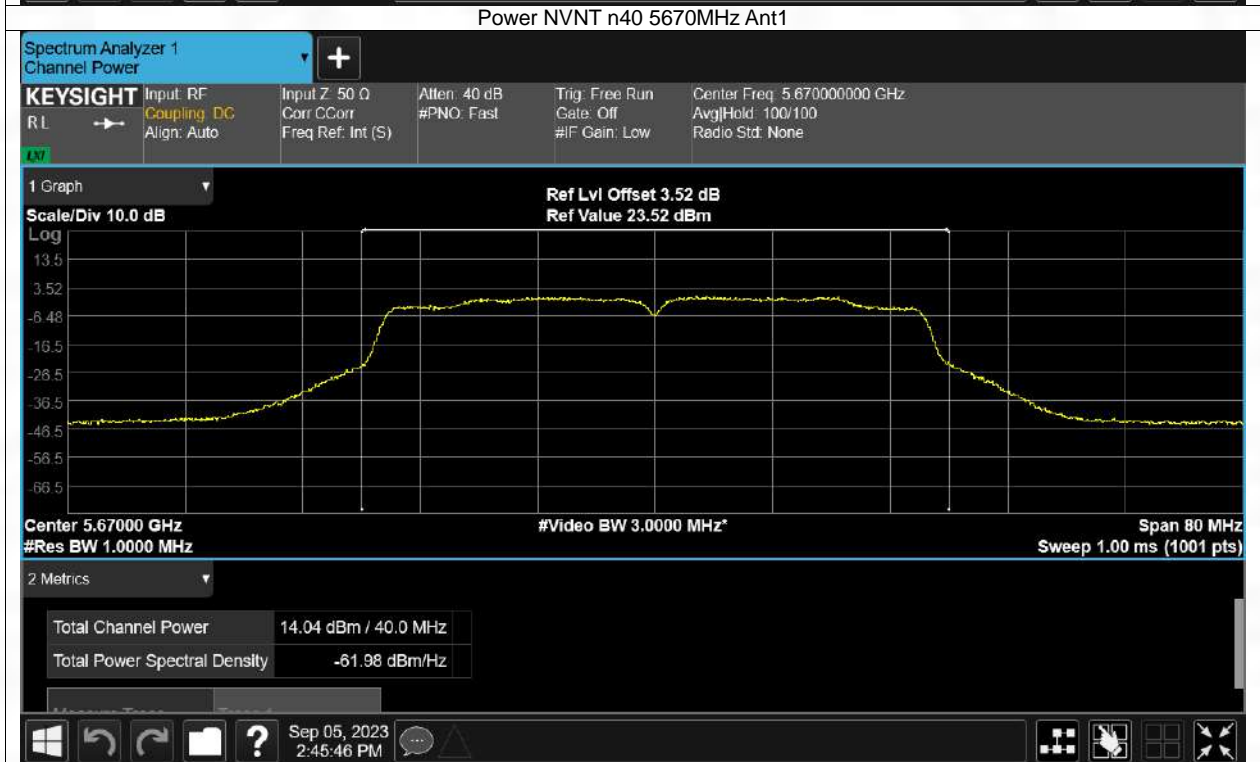 Power NVNT n40 5670MHz Ant1
Spectrum Analyzer 1
Channel Power
+
KEYSIGHT
RL
LXI
Input: RF
Coupling: DC
Align: Auto
Input Z: 50 Ω
Corr CCorr
Freq Ref: Int (S)
Atten: 40 dB
#PNO: Fast
Trig: Free Run
Gate: Off
#IF Gain: Low
Center Freq: 5.670000000 GHz
Avg|Hold: 100/100
Radio Std: None
1 Graph
Scale/Div 10.0 dB
Ref Lvl Offset 3.52 dB
Ref Value 23.52 dBm
Log
13.5
3.52
-6.48
-16.5
-26.5
-36.5
-46.5
-56.5
-66.5
Center 5.67000 GHz
#Res BW 1.0000 MHz
#Video BW 3.0000 MHz*
Span 80 MHz
Sweep 1.00 ms (1001 pts)
2 Metrics
Total Channel Power 14.04 dBm / 40.0 MHz
Total Power Spectral Density -61.98 dBm/Hz
?
Sep 05, 2023
2:45:46 PM